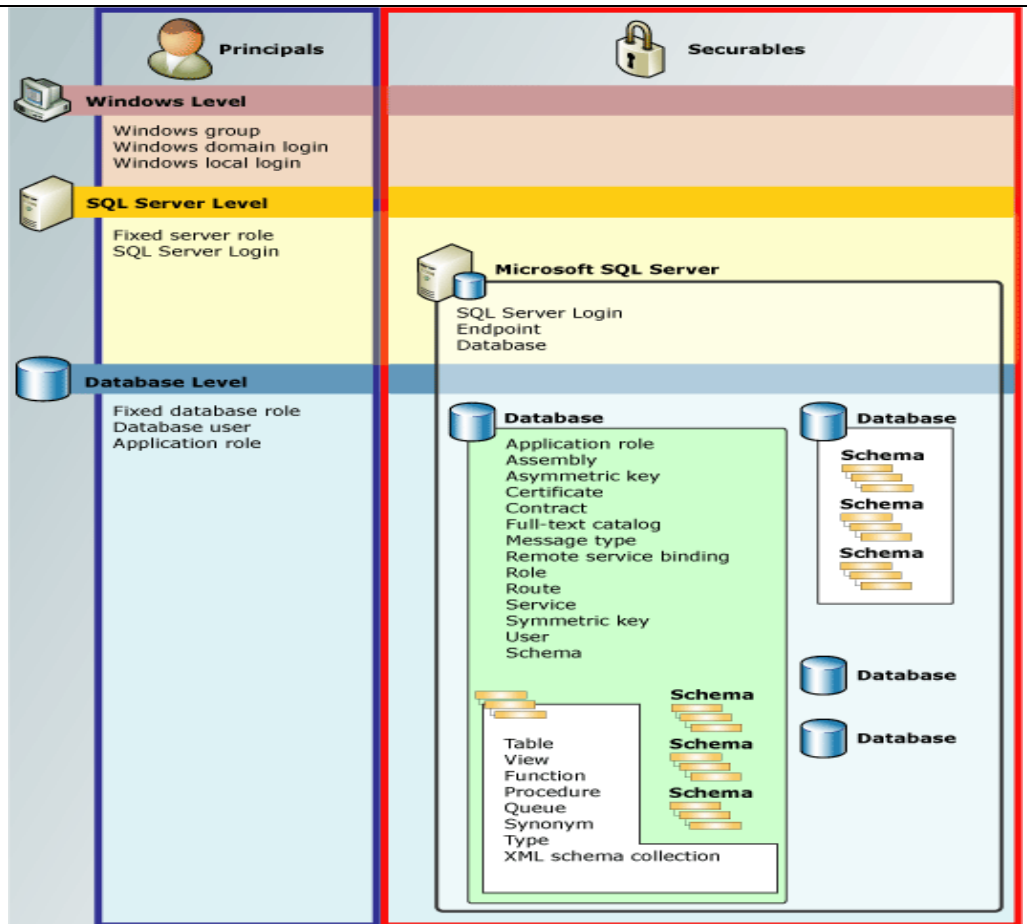 Principals
Securables
Windows Level
Windows group
Windows domain login
Windows local login
SQL Server Level
Fixed server role
SQL Server Login
Microsoft SQL Server
SQL Server Login
Endpoint
Database
Database Level
Fixed database role
Database user
Application role
Database
Application role
Assembly
Asymmetric key
Certificate
Contract
Full-text catalog
Message type
Remote service binding
Role
Route
Service
Symmetric key
User
Schema
Table
View
Function
Procedure
Queue
Synonym
Type
XML schema collection
Schema
Schema
Schema
Database
Schema
Schema
Schema
Database
Database